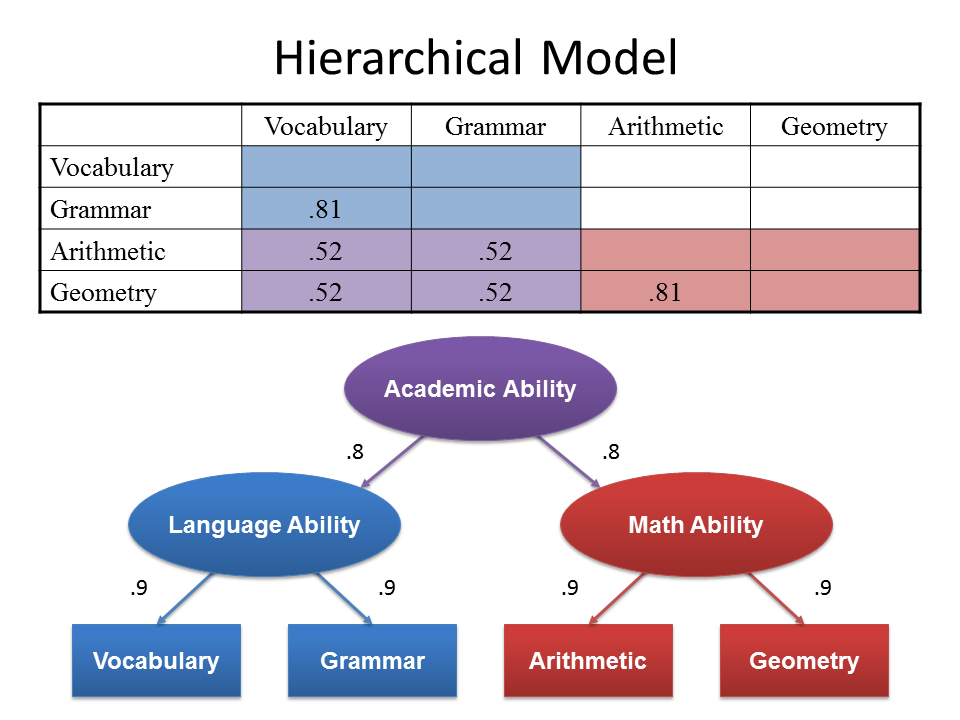 Hierarchical Model
Vocabulary Grammar Arithmetic Geometry
Vocabulary
Grammar .81
Arithmetic .52 .52
Geometry .52 .52 .81
Academic Ability
.8 .8
Language Ability Math Ability
.9 .9 .9 .9
Vocabulary Grammar Arithmetic Geometry